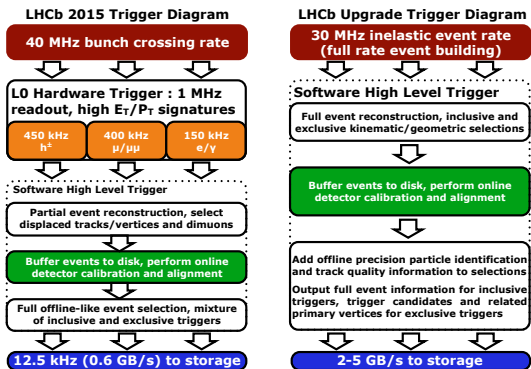 LHCb 2015 Trigger Diagram
40 MHz bunch crossing rate
L0 Hardware Trigger : 1 MHz
readout, high ET/PT signatures
450 kHz
h±
400 kHz
μ/μμ
150 kHz
e/γ
Software High Level Trigger
Partial event reconstruction, select
displaced tracks/vertices and dimuons
Buffer events to disk, perform online
detector calibration and alignment
Full offline-like event selection, mixture
of inclusive and exclusive triggers
12.5 kHz (0.6 GB/s) to storage
LHCb Upgrade Trigger Diagram
30 MHz inelastic event rate
(full rate event building)
Software High Level Trigger
Full event reconstruction, inclusive and
exclusive kinematic/geometric selections
Buffer events to disk, perform online
detector calibration and alignment
Add offline precision particle identification
and track quality information to selections
Output full event information for inclusive
triggers, trigger candidates and related
primary vertices for exclusive triggers
2-5 GB/s to storage